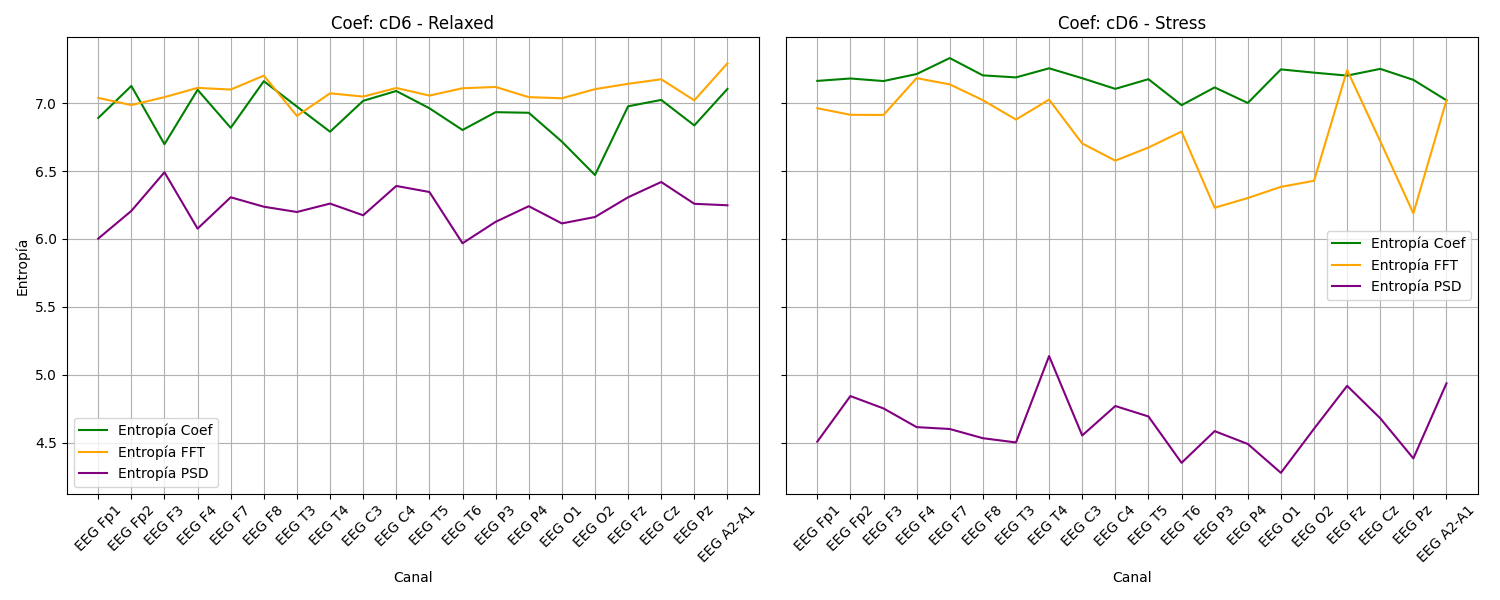 Coef: cD6 - Relaxed
Coef: cD6 - Stress
Entropía
7.0
6.5
6.0
5.5
5.0
4.5
Entropía Coef
Entropía FFT
Entropía PSD
Entropía Coef
Entropía FFT
Entropía PSD
EEG Fp1
EEG Fp2
EEG F3
EEG F4
EEG F7
EEG F8
EEG T3
EEG T4
EEG C3
EEG C4
EEG T5
EEG T6
EEG P3
EEG P4
EEG O1
EEG O2
EEG Fz
EEG Cz
EEG Pz
EEG A2-A1
EEG Fp1
EEG Fp2
EEG F3
EEG F4
EEG F7
EEG F8
EEG T3
EEG T4
EEG C3
EEG C4
EEG T5
EEG T6
EEG P3
EEG P4
EEG O1
EEG O2
EEG Fz
EEG Cz
EEG Pz
EEG A2-A1
Canal
Canal